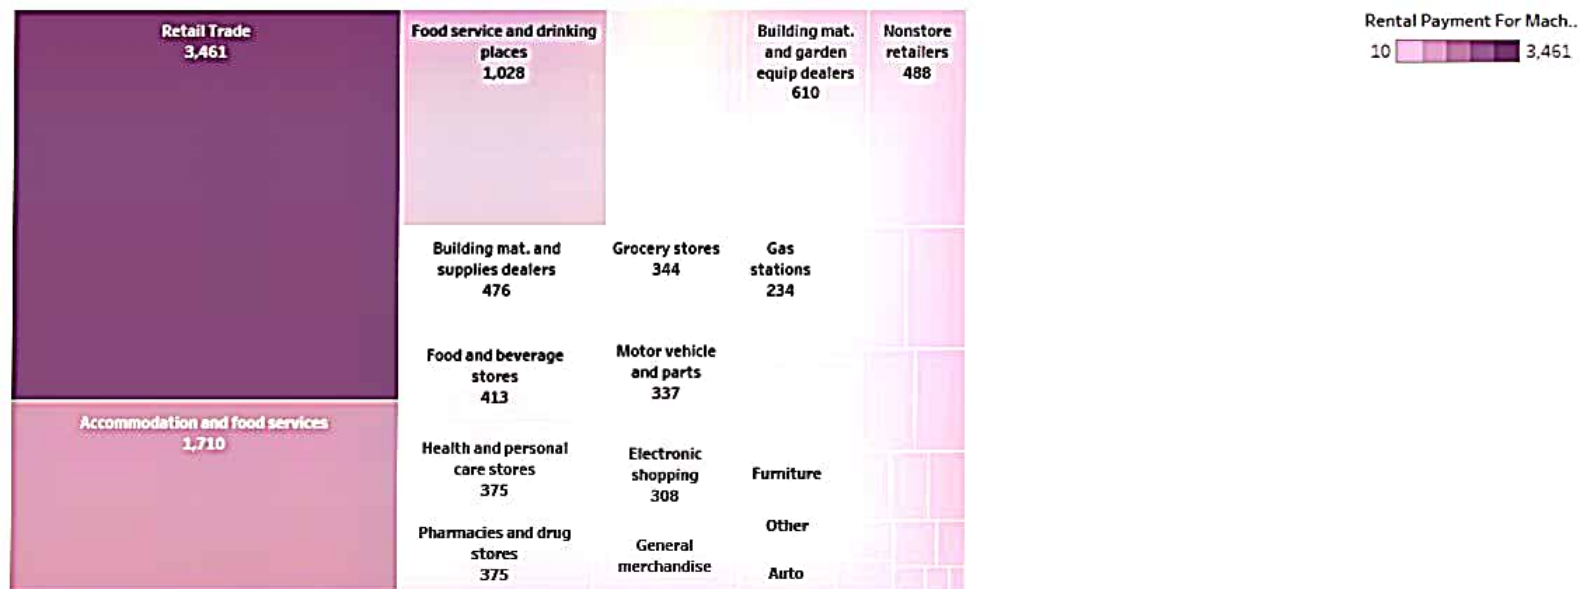 Retail Trade
3,461
Food service and drinking
places
1,028
Building mat.
and garden
equip dealers
610
Nonstore
retailers
488
Rental Payment For Mach..
10
3,461
Building mat. and
supplies dealers
476
Grocery stores
344
Gas
stations
234
Food and beverage
stores
413
Motor vehicle
and parts
337
Accommodation and food services
1,710
Health and personal
care stores
375
Electronic
shopping
308
Furniture
Pharmacies and drug
stores
375
General
merchandise
Other
Auto